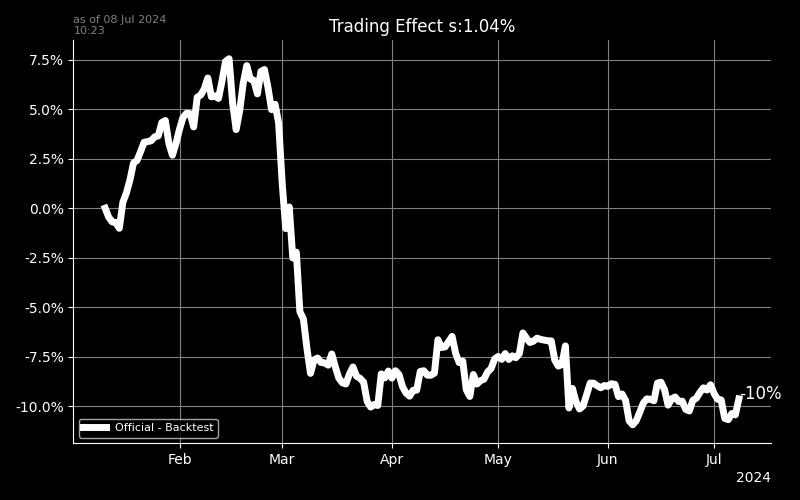 as of 08 Jul 2024
10:23
Trading Effect s:1.04%
7.5%
5.0%
2.5%
0.0%
-2.5%
-5.0%
-7.5%
-10.0%
-10%
Official - Backtest
Feb Mar Apr May Jun Jul
2024